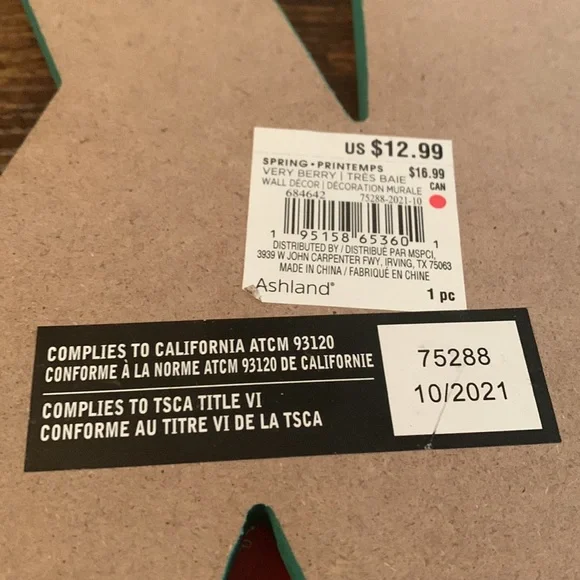 US $12.99
SPRING • PRINTEMPS $16.99
VERY BERRY | TRÈS BAIE CAN
WALL DÉCOR | DÉCORATION MURALE
684642 75288-2021-10
1 95158 65360 1
DISTRIBUTED BY / DISTRIBUÉ PAR MSPCI,
3939 W JOHN CARPENTER FWY, IRVING, TX 75063
MADE IN CHINA / FABRIQUÉ EN CHINE
Ashland® 1 pc
COMPLIES TO CALIFORNIA ATCM 93120
CONFORME À LA NORME ATCM 93120 DE CALIFORNIE
COMPLIES TO TSCA TITLE VI
CONFORME AU TITRE VI DE LA TSCA
75288
10/2021